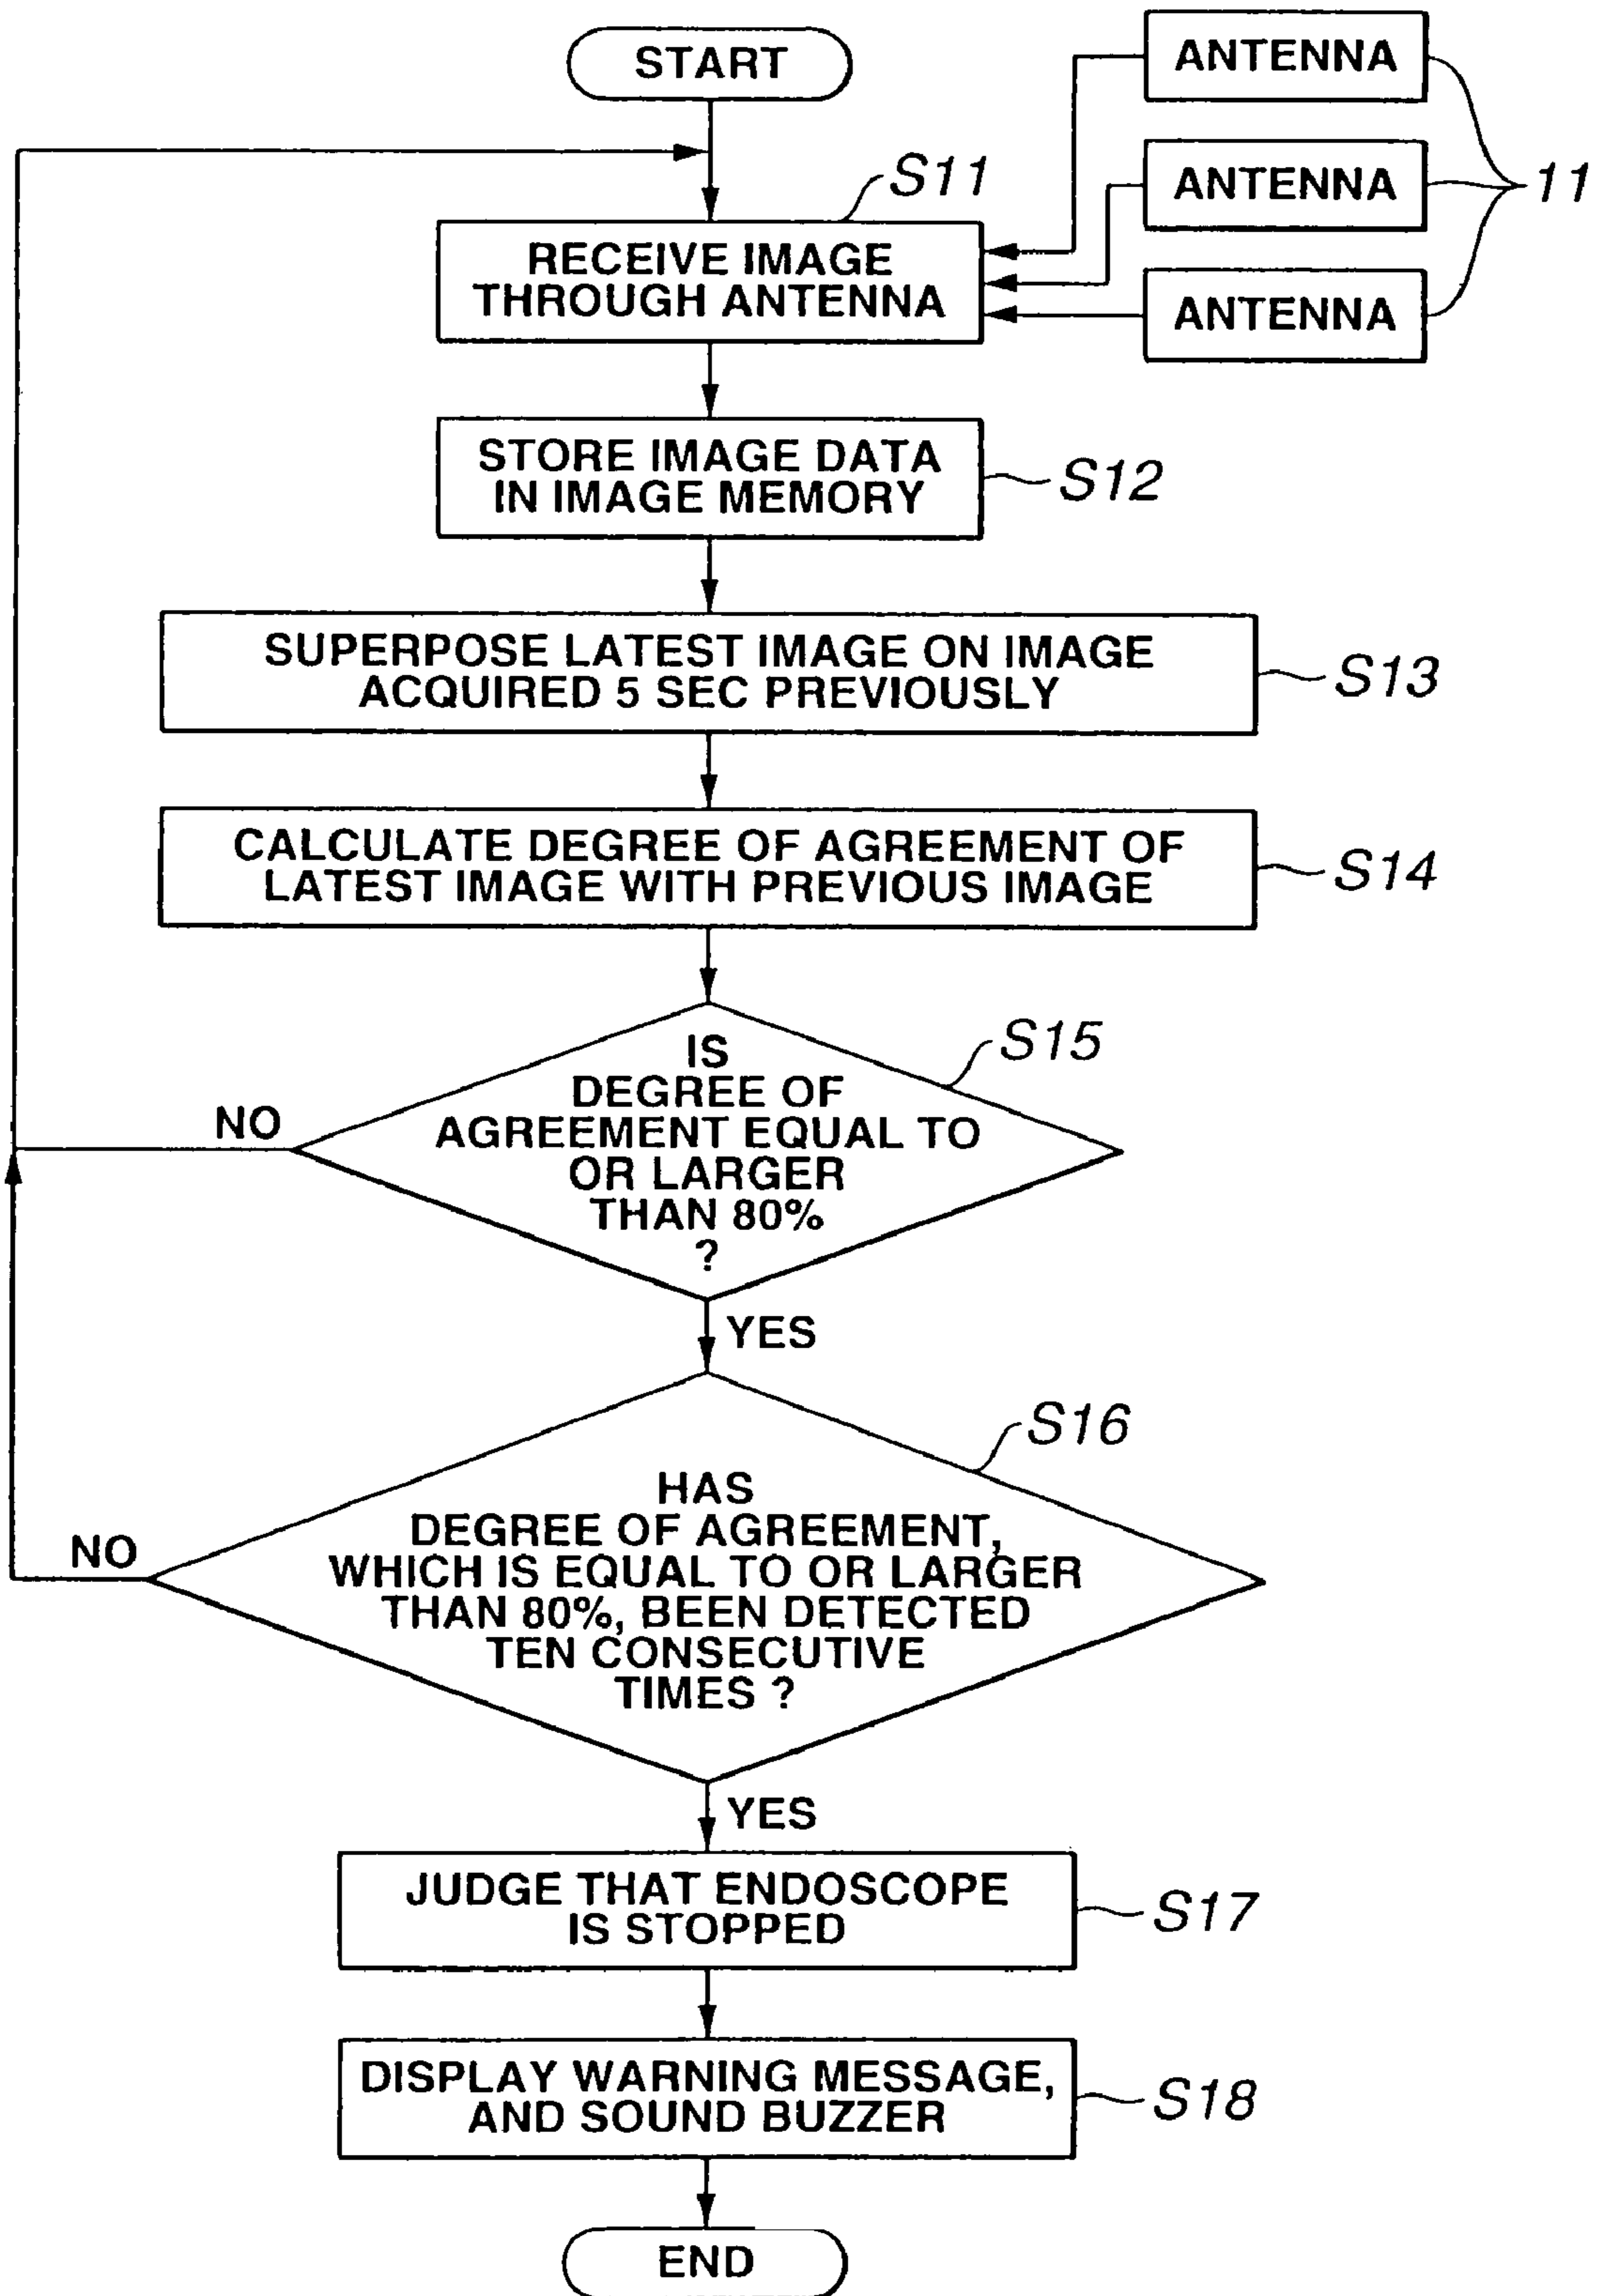 START
ANTENNA
ANTENNA
11
ANTENNA
S11
RECEIVE IMAGE
THROUGH ANTENNA
STORE IMAGE DATA
IN IMAGE MEMORY
S12
SUPERPOSE LATEST IMAGE ON IMAGE
ACQUIRED 5 SEC PREVIOUSLY
S13
CALCULATE DEGREE OF AGREEMENT OF
LATEST IMAGE WITH PREVIOUS IMAGE
S14
S15
IS
DEGREE OF
AGREEMENT EQUAL TO
OR LARGER
THAN 80%
?
NO
YES
S16
HAS
DEGREE OF AGREEMENT,
WHICH IS EQUAL TO OR LARGER
THAN 80%, BEEN DETECTED
TEN CONSECUTIVE
TIMES ?
NO
YES
JUDGE THAT ENDOSCOPE
IS STOPPED
S17
DISPLAY WARNING MESSAGE,
AND SOUND BUZZER
S18
END